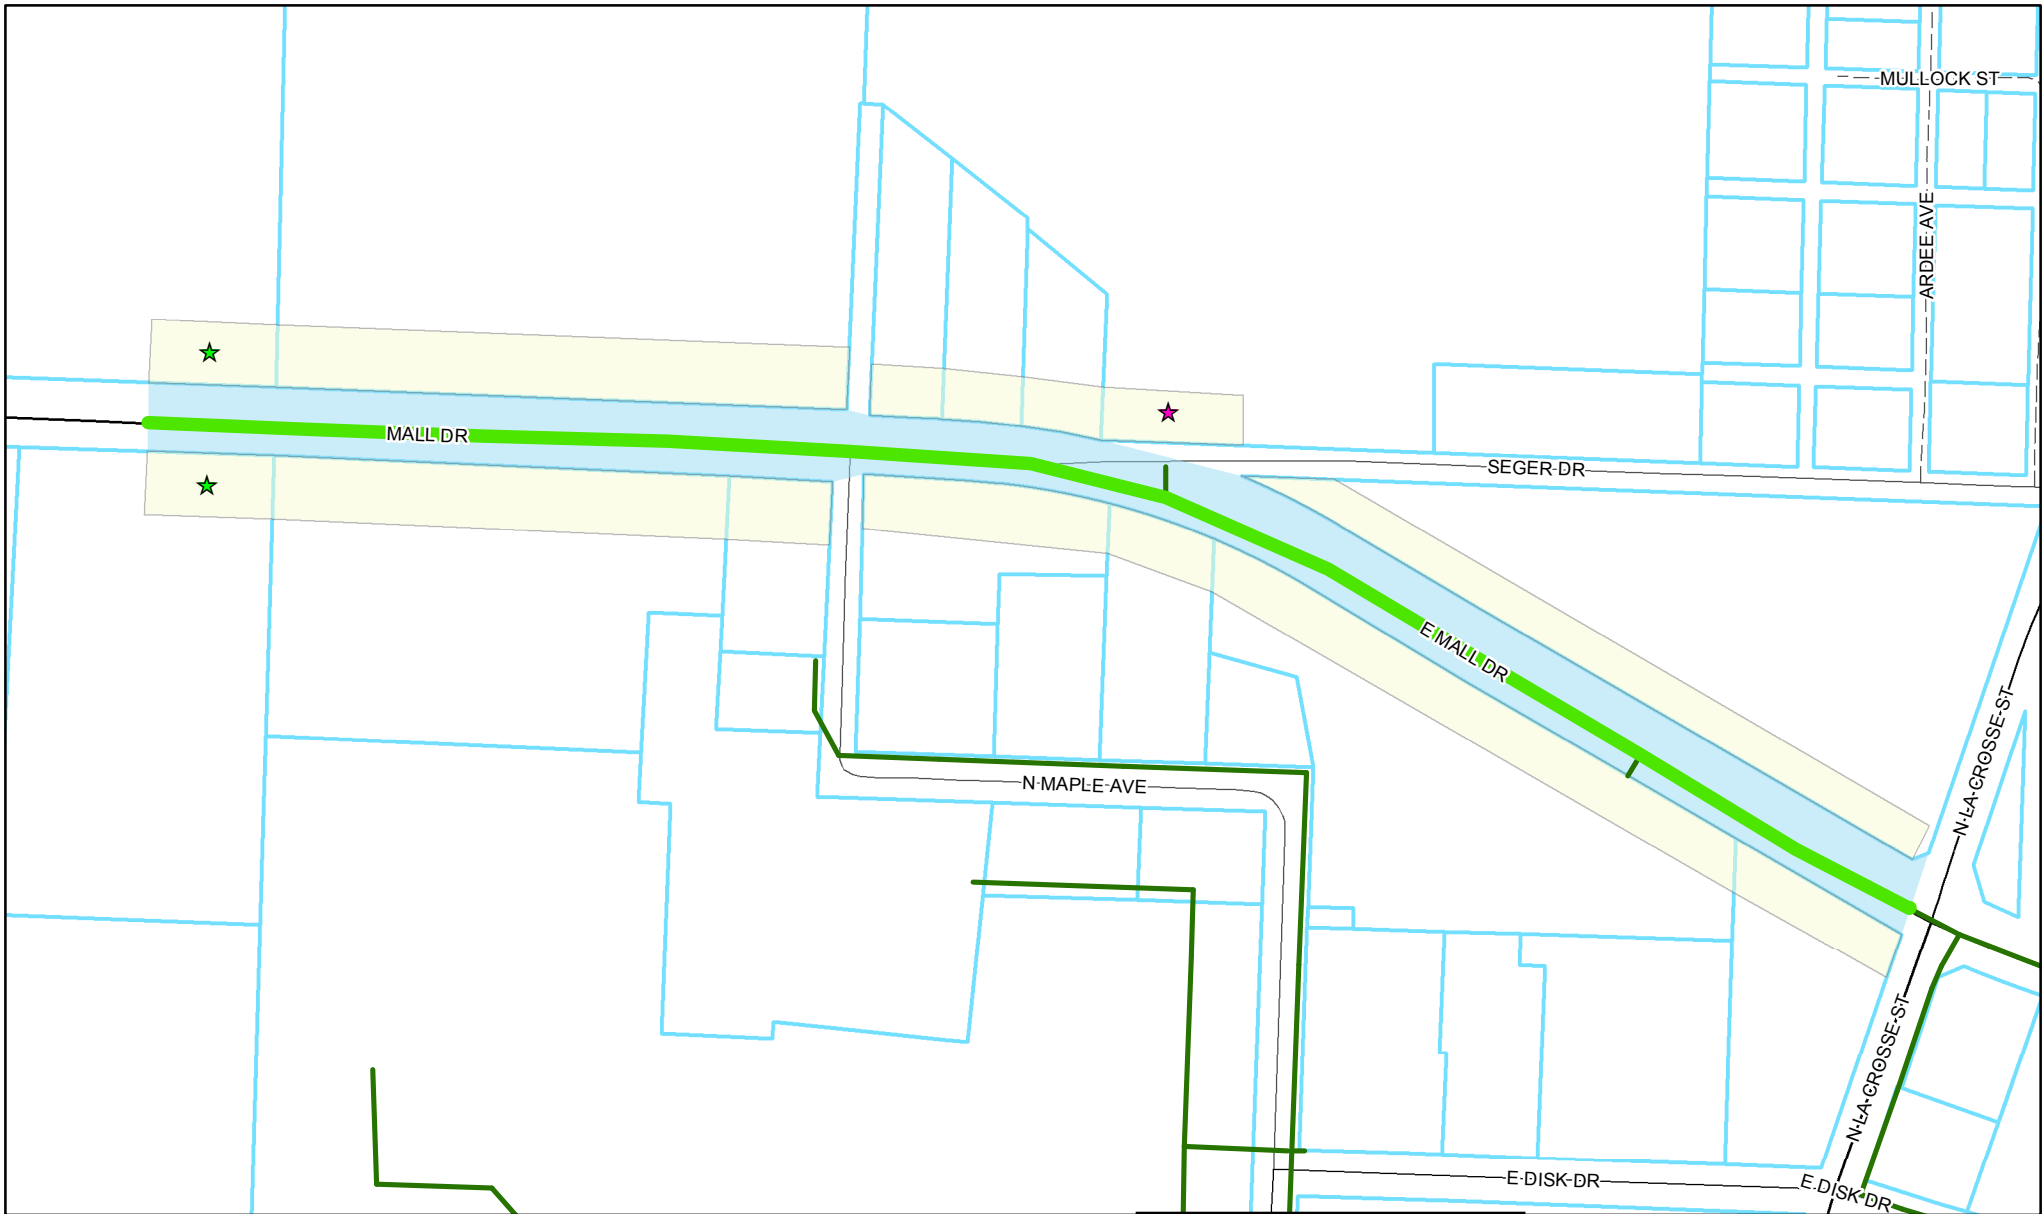 MULLOCK ST
ARDEE AVE
MALL DR
SEGER DR
E MALL DR
N LA CROSSE ST
N MAPLE AVE
N LA CROSSE ST
E DISK DR
E DISK DR